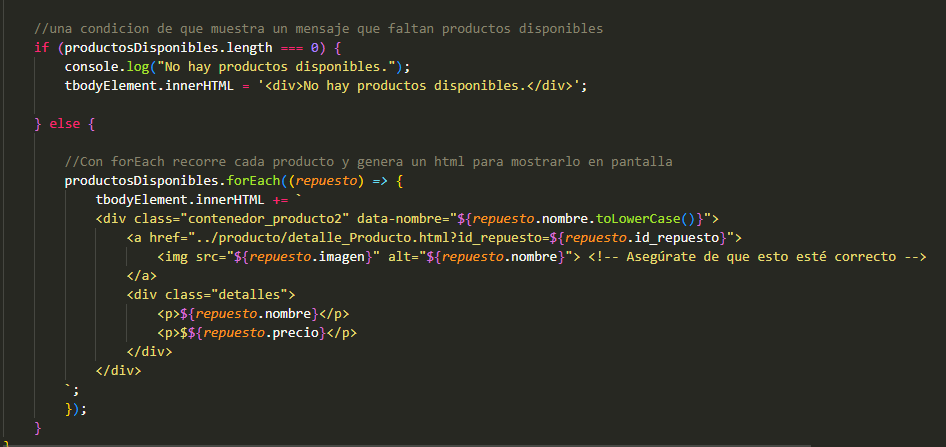 //una condicion de que muestra un mensaje que faltan productos disponibles
if (productosDisponibles.length === 0) {
console.log("No hay productos disponibles.");
tbodyElement.innerHTML = '<div>No hay productos disponibles.</div>';
} else {
//Con forEach recorre cada producto y genera un html para mostrarlo en pantalla
productosDisponibles.forEach((repuesto) => {
tbodyElement.innerHTML += `
<div class="contenedor_producto2" data-nombre="${repuesto.nombre.toLowerCase()}">
<a href="../producto/detalle_Producto.html?id_repuesto=${repuesto.id_repuesto}">
<img src="${repuesto.imagen}" alt="${repuesto.nombre}"> <!-- Asegúrate de que esto esté correcto -->
</a>
<div class="detalles">
<p>${repuesto.nombre}</p>
<p>$${repuesto.precio}</p>
</div>
</div>
`;
});
}